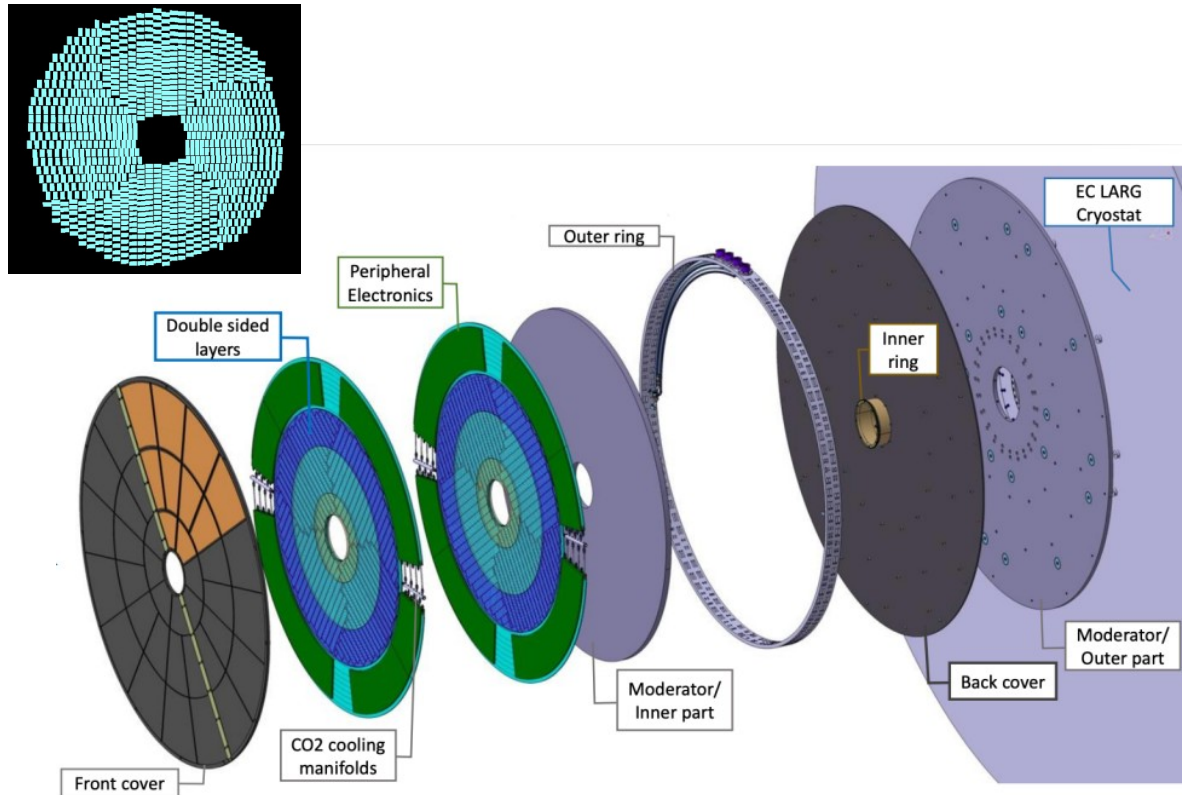 EC LARG
Cryostat
Outer ring
Peripheral
Electronics
Double sided
layers
Inner
ring
Moderator/
Outer part
Back cover
Moderator/
Inner part
CO2 cooling
manifolds
Front cover